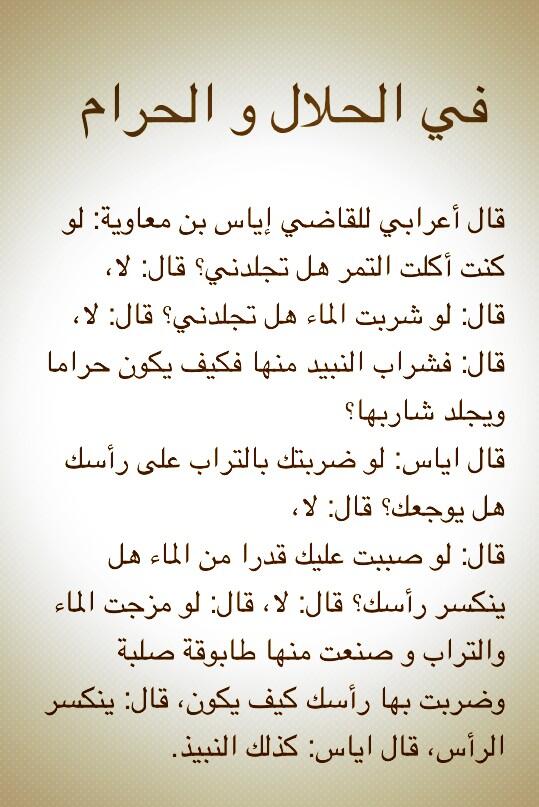 في الحلال و الحرام
قال أعرابي للقاضي إياس بن معاوية: لو
كنت أكلت التمر هل تجلدني؟ قال: لا،
قال: لو شربت الماء هل تجلدني؟ قال: لا،
قال: فشراب النبيد منها فكيف يكون حراما
ويجلد شاربها؟
قال اياس: لو ضربتك بالتراب على رأسك
هل يوجعك؟ قال: لا،
قال: لو صببت عليك قدرا من الماء هل
ينكسر رأسك؟ قال: لا، قال: لو مزجت الماء
والتراب و صنعت منها طابوقة صلبة
وضربت بها رأسك كيف يكون، قال: ينكسر
الرأس، قال اياس: كذلك النبيذ.